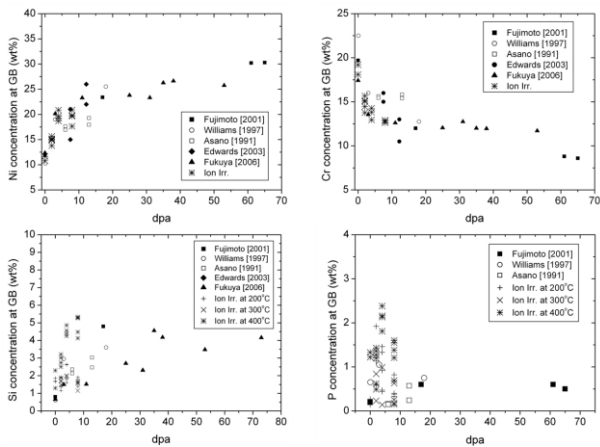 Ni concentration at GB (wt%)
40
35
30
25
20
15
10
0 10 20 30 40 50 60 70
dpa
Fujimoto [2001]
Williams [1997]
Asano [1991]
Edwards [2003]
Fukuya [2006]
Ion Irr.
Cr concentration at GB (wt%)
25
20
15
10
5
0 10 20 30 40 50 60 70
dpa
Fujimoto [2001]
Williams [1997]
Asano [1991]
Edwards [2003]
Fukuya [2006]
Ion Irr.
Si concentration at GB (wt%)
10
9
8
7
6
5
4
3
2
1
0
0 10 20 30 40 50 60 70
dpa
Fujimoto [2001]
Williams [1997]
Asano [1991]
Fukuya [2006]
Ion Irr. at 200°C
Ion Irr. at 300°C
Ion Irr. at 400°C
P concentration at GB (wt%)
4
3
2
1
0
0 10 20 30 40 50 60 70
dpa
Fujimoto [2001]
Williams [1997]
Asano [1991]
Ion Irr. at 200°C
Ion Irr. at 300°C
Ion Irr. at 400°C